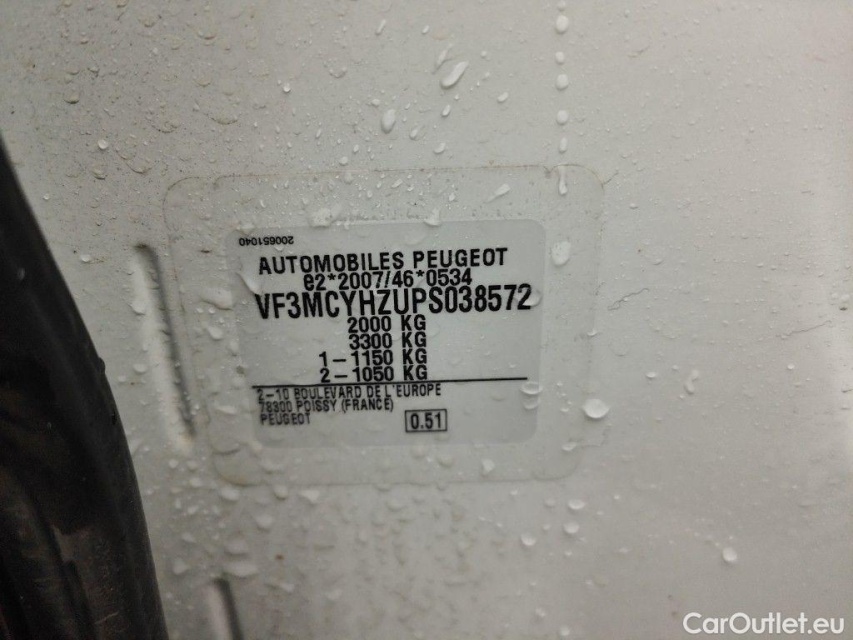 200651040
AUTOMOBILES PEUGEOT
e2*2007/46*0534
VF3MCYHZUPS038572
2000 KG
3300 KG
1-1150 KG
2-1050 KG
2-10 BOULEVARD DE L'EUROPE
78300 POISSY (FRANCE)
PEUGEOT
0.51
CarOutlet.eu